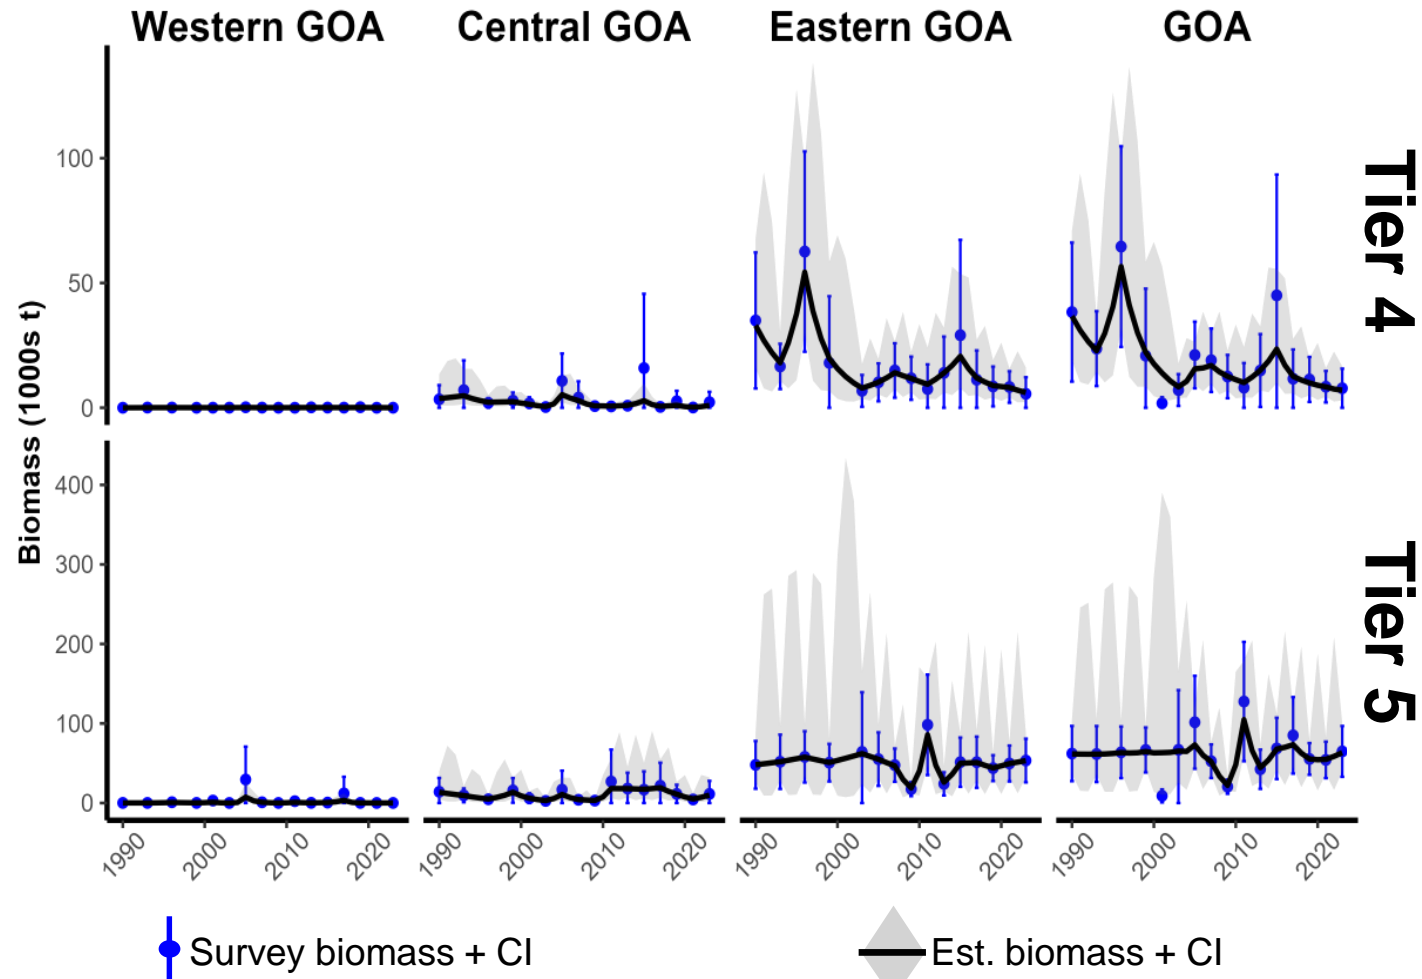 Western GOA Central GOA Eastern GOA GOA
Biomass (1000s t)
100
50
0
Tier 4
400
300
200
100
0
Tier 5
1990 2000 2010 2020 1990 2000 2010 2020 1990 2000 2010 2020 1990 2000 2010 2020
Survey biomass + CI Est. biomass + CI